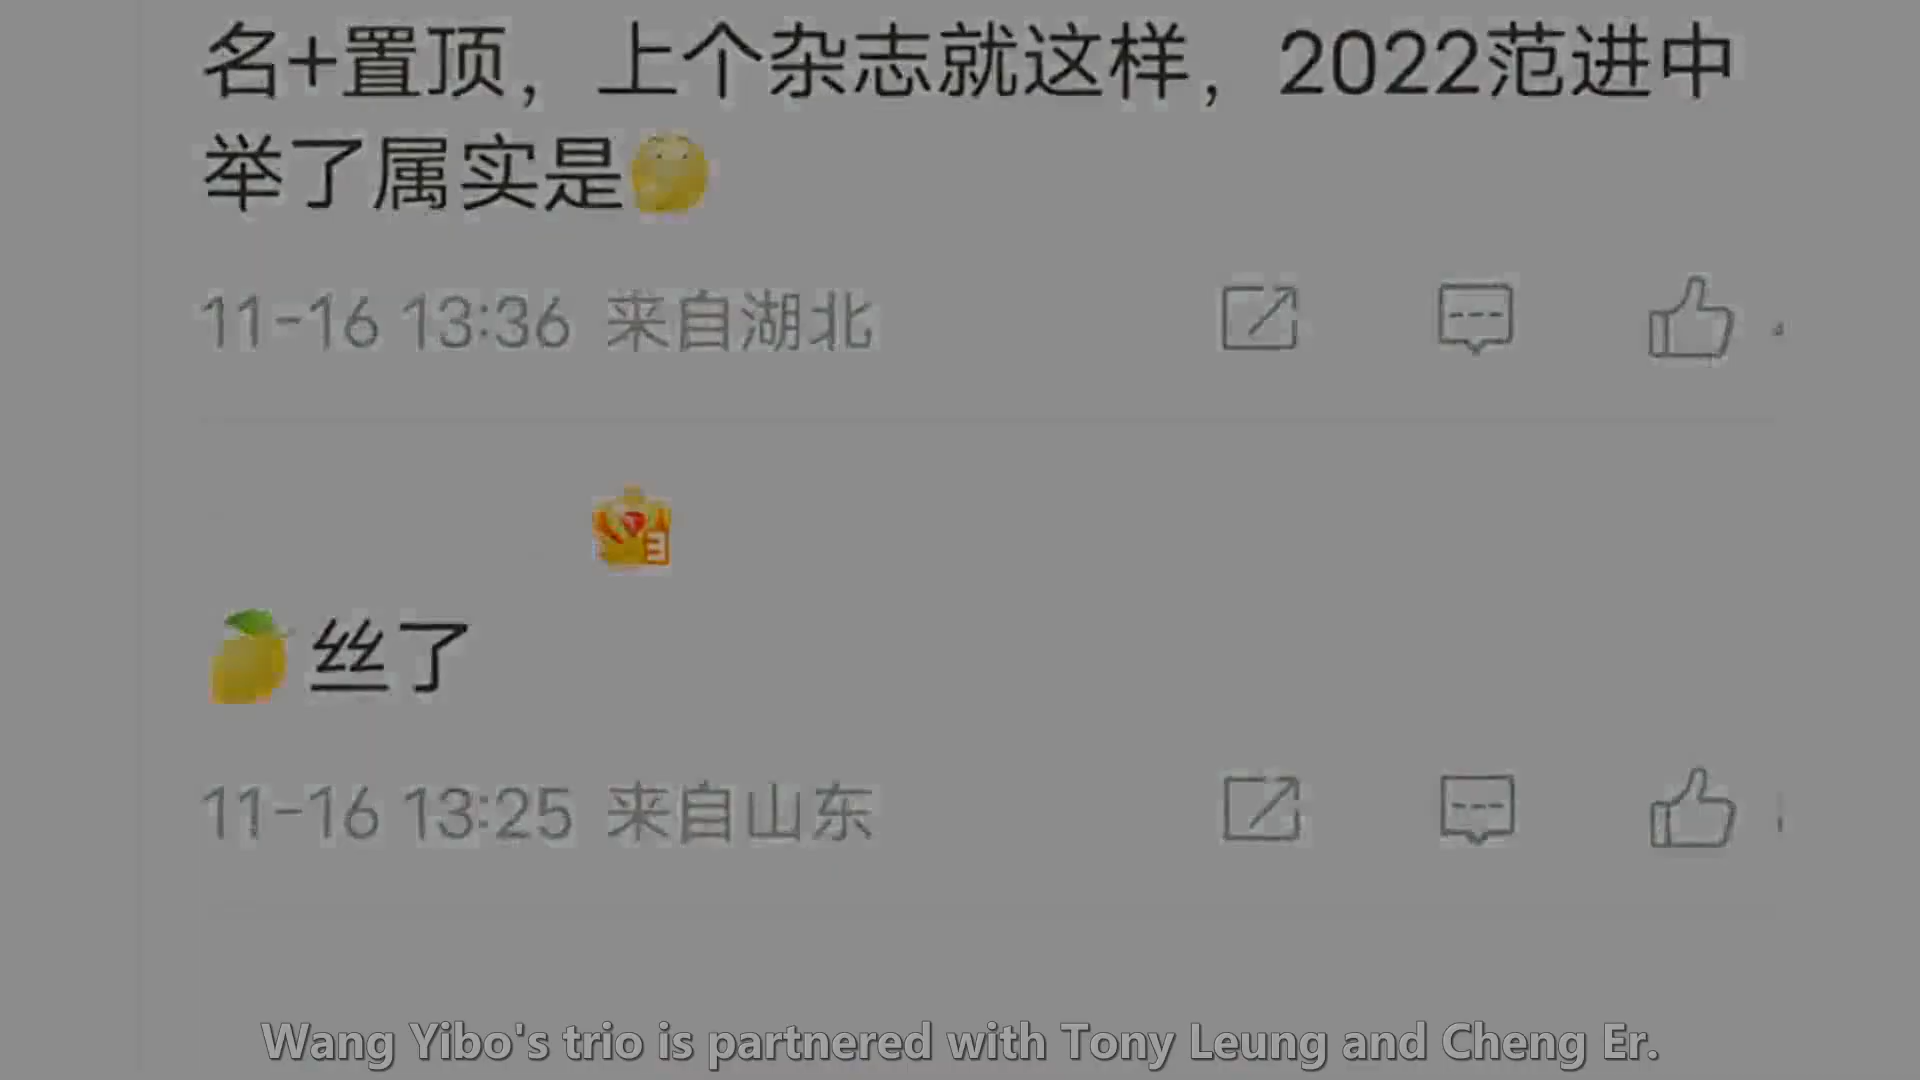 名+置顶，上个杂志就这样，2022范进中
举了属实是
11-16 13:36 来自湖北
丝了
11-16 13:25 来自山东
Wang Yibo's trio is partnered with Tony Leung and Cheng Er.